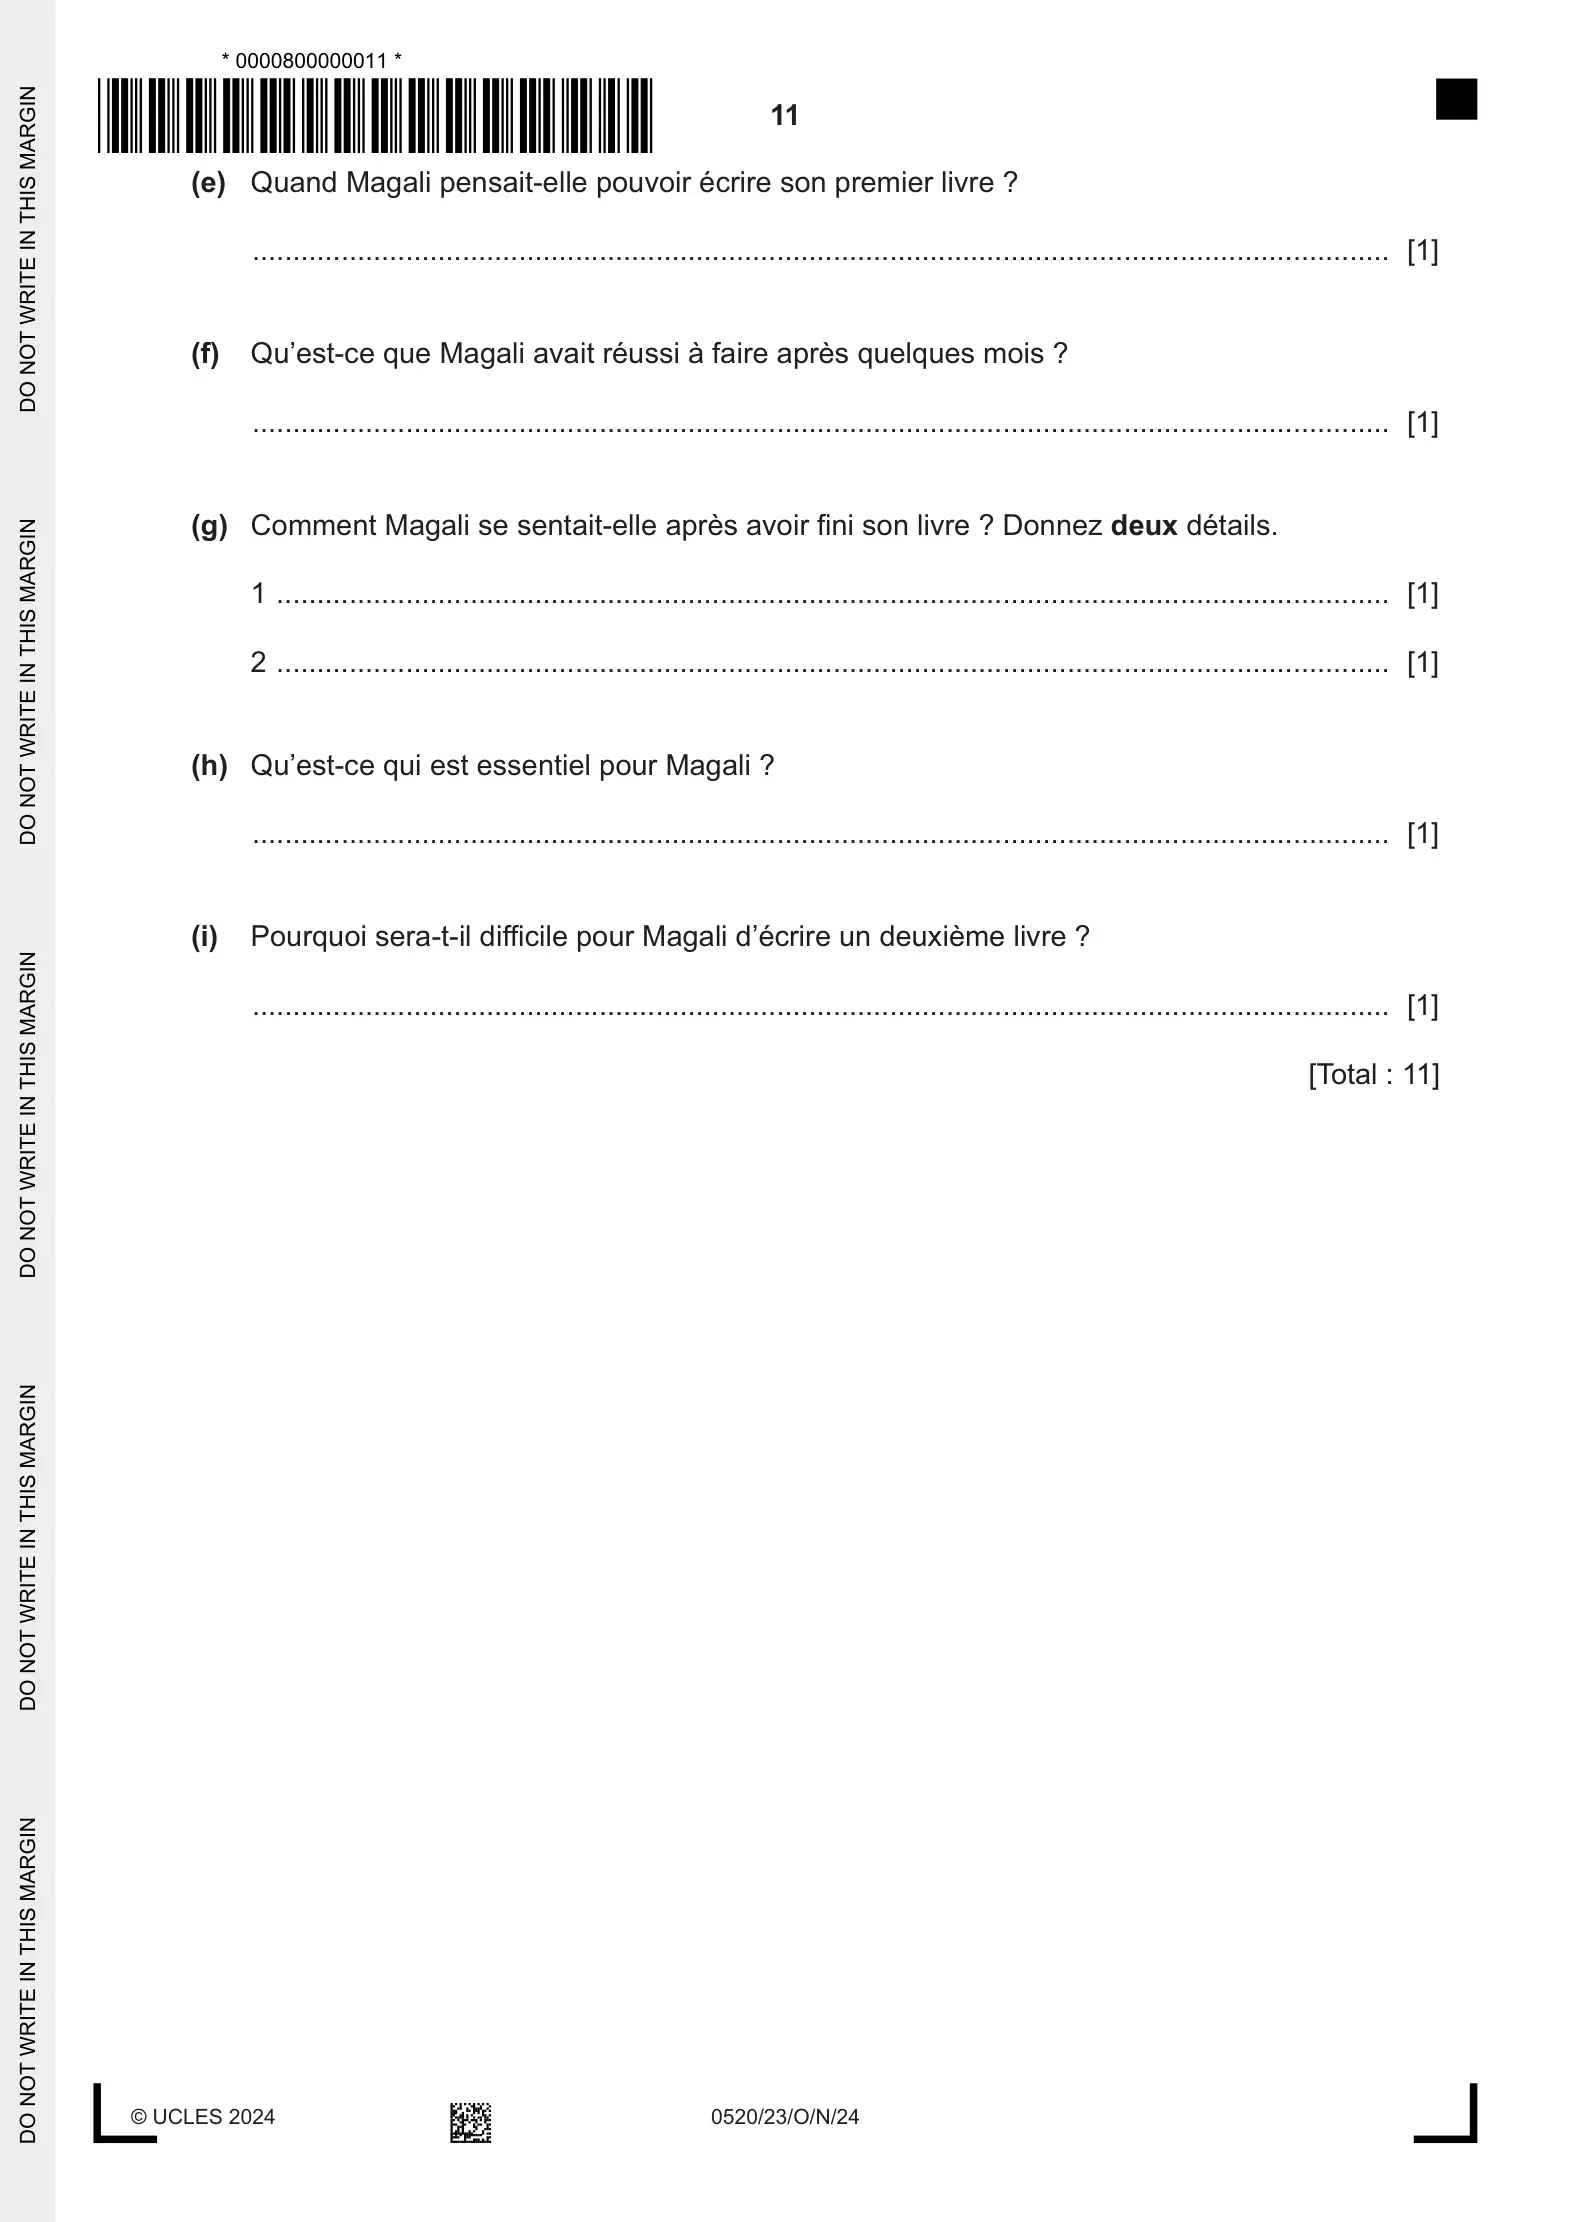 * 0000800000011 *
11
DO NOT WRITE IN THIS MARGIN
DO NOT WRITE IN THIS MARGIN
DO NOT WRITE IN THIS MARGIN
DO NOT WRITE IN THIS MARGIN
DO NOT WRITE IN THIS MARGIN
(e) Quand Magali pensait-elle pouvoir écrire son premier livre ?
[1]
(f) Qu’est-ce que Magali avait réussi à faire après quelques mois ?
[1]
(g) Comment Magali se sentait-elle après avoir fini son livre ? Donnez deux détails.
1 [1]
2 [1]
(h) Qu’est-ce qui est essentiel pour Magali ?
[1]
(i) Pourquoi sera-t-il difficile pour Magali d’écrire un deuxième livre ?
[1]
[Total : 11]
© UCLES 2024
0520/23/O/N/24